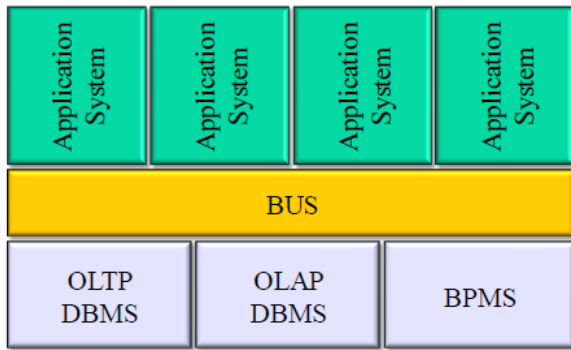 Application
System
Application
System
Application
System
Application
System
BUS
OLTP
DBMS
OLAP
DBMS
BPMS